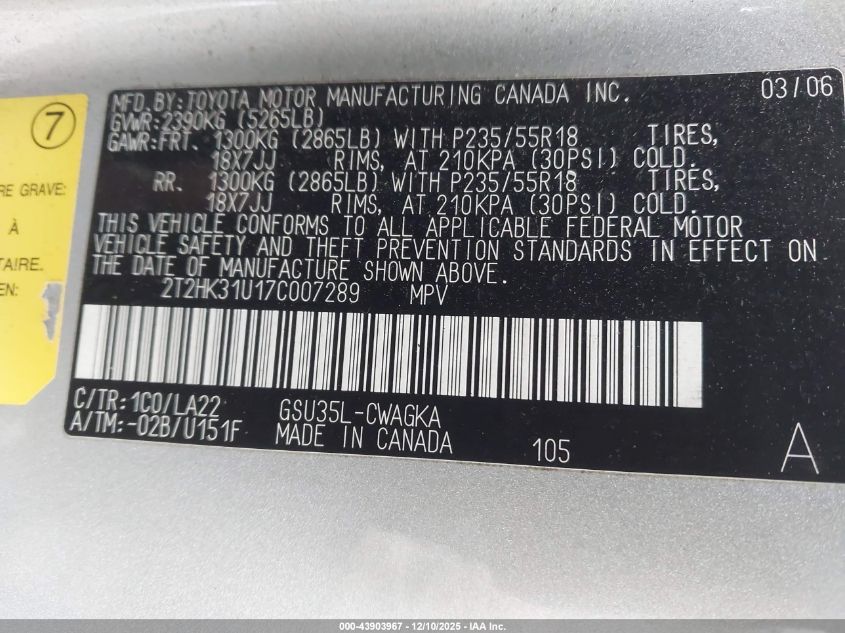 MFD.BY:TOYOTA MOTOR MANUFACTURING CANADA INC. 03/06
GVWR:2390KG (5265LB)
GAWR:FRT. 1300KG (2865LB) WITH P235/55R18 TIRES,
18X7JJ RIMS, AT 210KPA (30PSI) COLD.
RR. 1300KG (2865LB) WITH P235/55R18 TIRES,
18X7JJ RIMS, AT 210KPA (30PSI) COLD.
THIS VEHICLE CONFORMS TO ALL APPLICABLE FEDERAL MOTOR
VEHICLE SAFETY AND THEFT PREVENTION STANDARDS IN EFFECT ON
THE DATE OF MANUFACTURE SHOWN ABOVE.
2T2HK31U17C007289 MPV
C/TR:1C0/LA22 GSU35L-CWAGKA
A/TM:-02B/U151F MADE IN CANADA 105 A
7
RE GRAVE:
À
TAIRE.
EN:
000-43903967 - 12/10/2025 - IAA Inc.